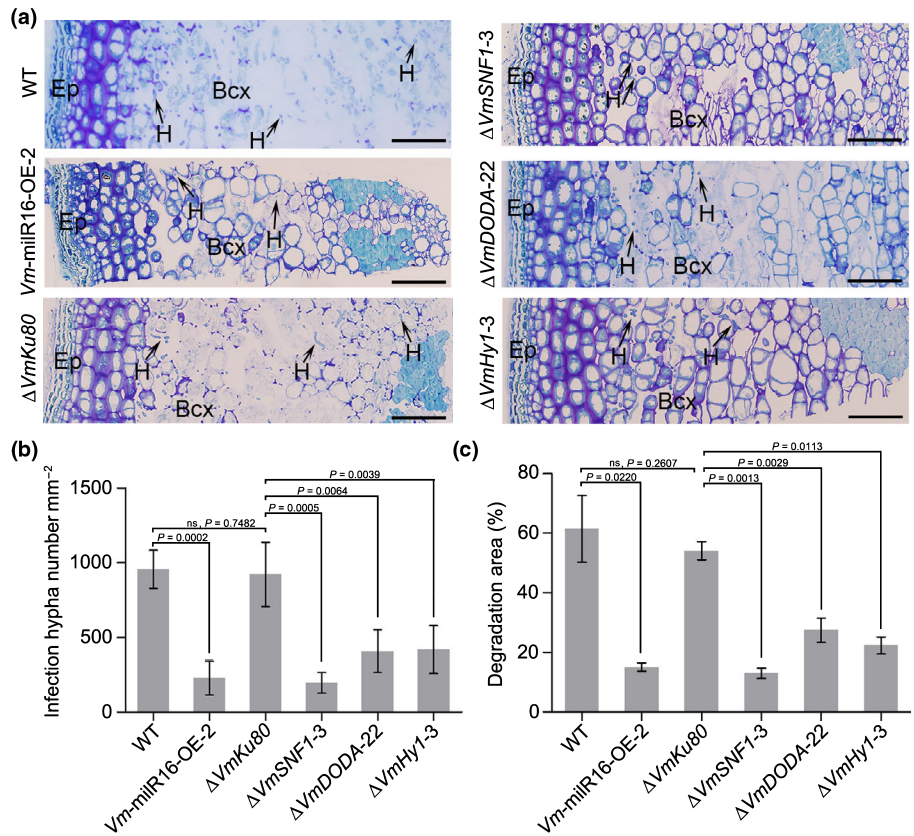 (a)
WT
Ep
H
Bcx
H
H
ΔVmSNF1-3
Ep
H
Bcx
Vm-milR16-OE-2
Ep
H
Bcx
H
ΔVmDODA-22
Ep
H
H
Bcx
ΔVmKu80
Ep
H
H
H
Bcx
ΔVmHy1-3
Ep
H
H
Bcx
(b)
Infection hypha number mm−2
1500
1000
500
0
P = 0.0039
P = 0.0064
P = 0.0005
ns, P = 0.7482
P = 0.0002
WT
Vm-milR16-OE-2
ΔVmKu80
ΔVmSNF1-3
ΔVmDODA-22
ΔVmHy1-3
(c)
Degradation area (%)
80
60
40
20
0
P = 0.0113
ns, P = 0.2607
P = 0.0029
P = 0.0220
P = 0.0013
WT
Vm-milR16-OE-2
ΔVmKu80
ΔVmSNF1-3
ΔVmDODA-22
ΔVmHy1-3